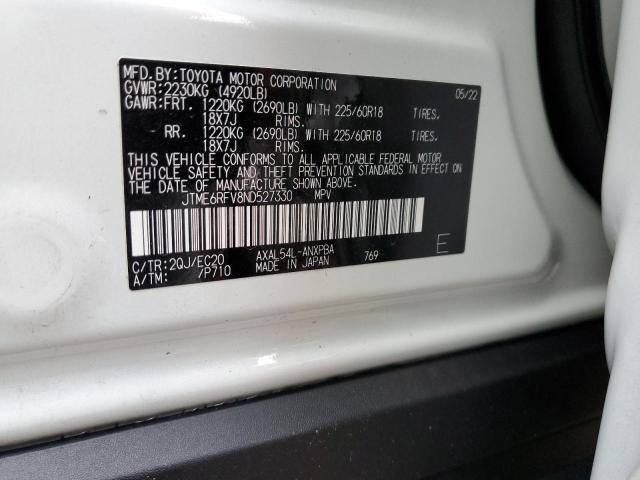 MFD.BY:TOYOTA MOTOR CORPORATION 05/22
GVWR:2230KG (4920LB)
GAWR:FRT. 1220KG (2690LB) WITH 225/60R18 TIRES,
18X7J RIMS.
RR. 1220KG (2690LB) WITH 225/60R18 TIRES,
18X7J RIMS.
THIS VEHICLE CONFORMS TO ALL APPLICABLE FEDERAL MOTOR
VEHICLE SAFETY AND THEFT PREVENTION STANDARDS IN EFFECT
ON THE DATE OF MANUFACTURE SHOWN ABOVE.
JTME6RFV8ND527330 MPV
C/TR:2QJ/EC20 AXAL54L-ANXPBA 769 E
A/TM: /P710 MADE IN JAPAN